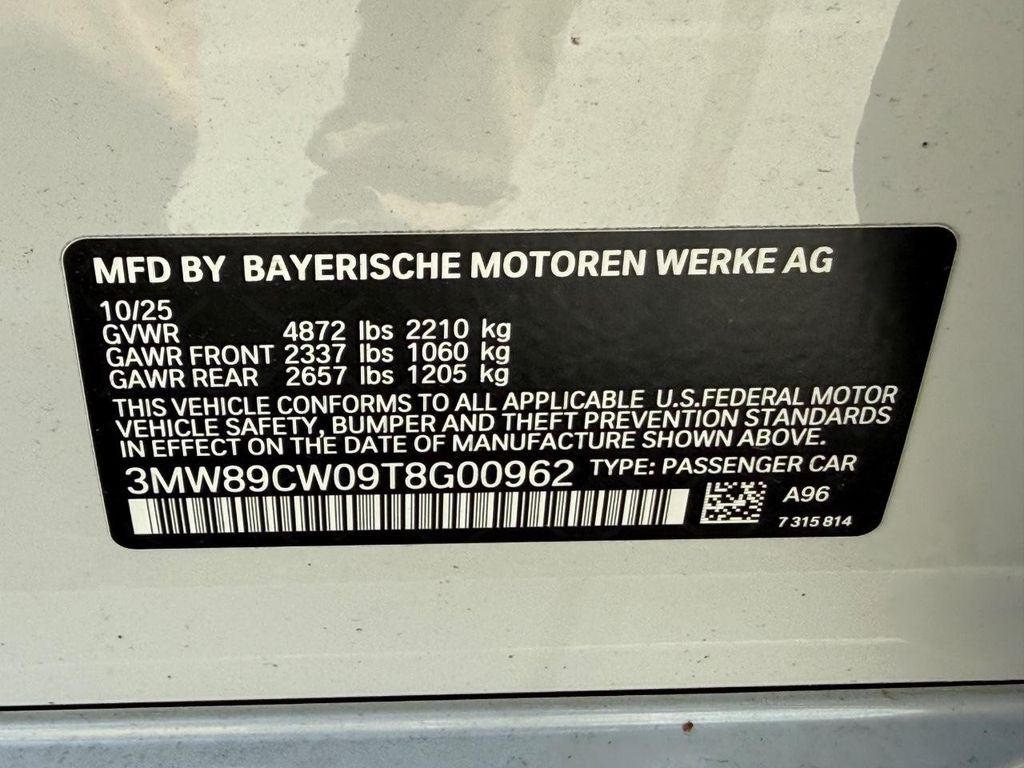 MFD BY BAYERISCHE MOTOREN WERKE AG
10/25
GVWR 4872 lbs 2210 kg
GAWR FRONT 2337 lbs 1060 kg
GAWR REAR 2657 lbs 1205 kg
THIS VEHICLE CONFORMS TO ALL APPLICABLE U.S.FEDERAL MOTOR
VEHICLE SAFETY, BUMPER AND THEFT PREVENTION STANDARDS
IN EFFECT ON THE DATE OF MANUFACTURE SHOWN ABOVE.
3MW89CW09T8G00962 TYPE: PASSENGER CAR
A96
7 315 814